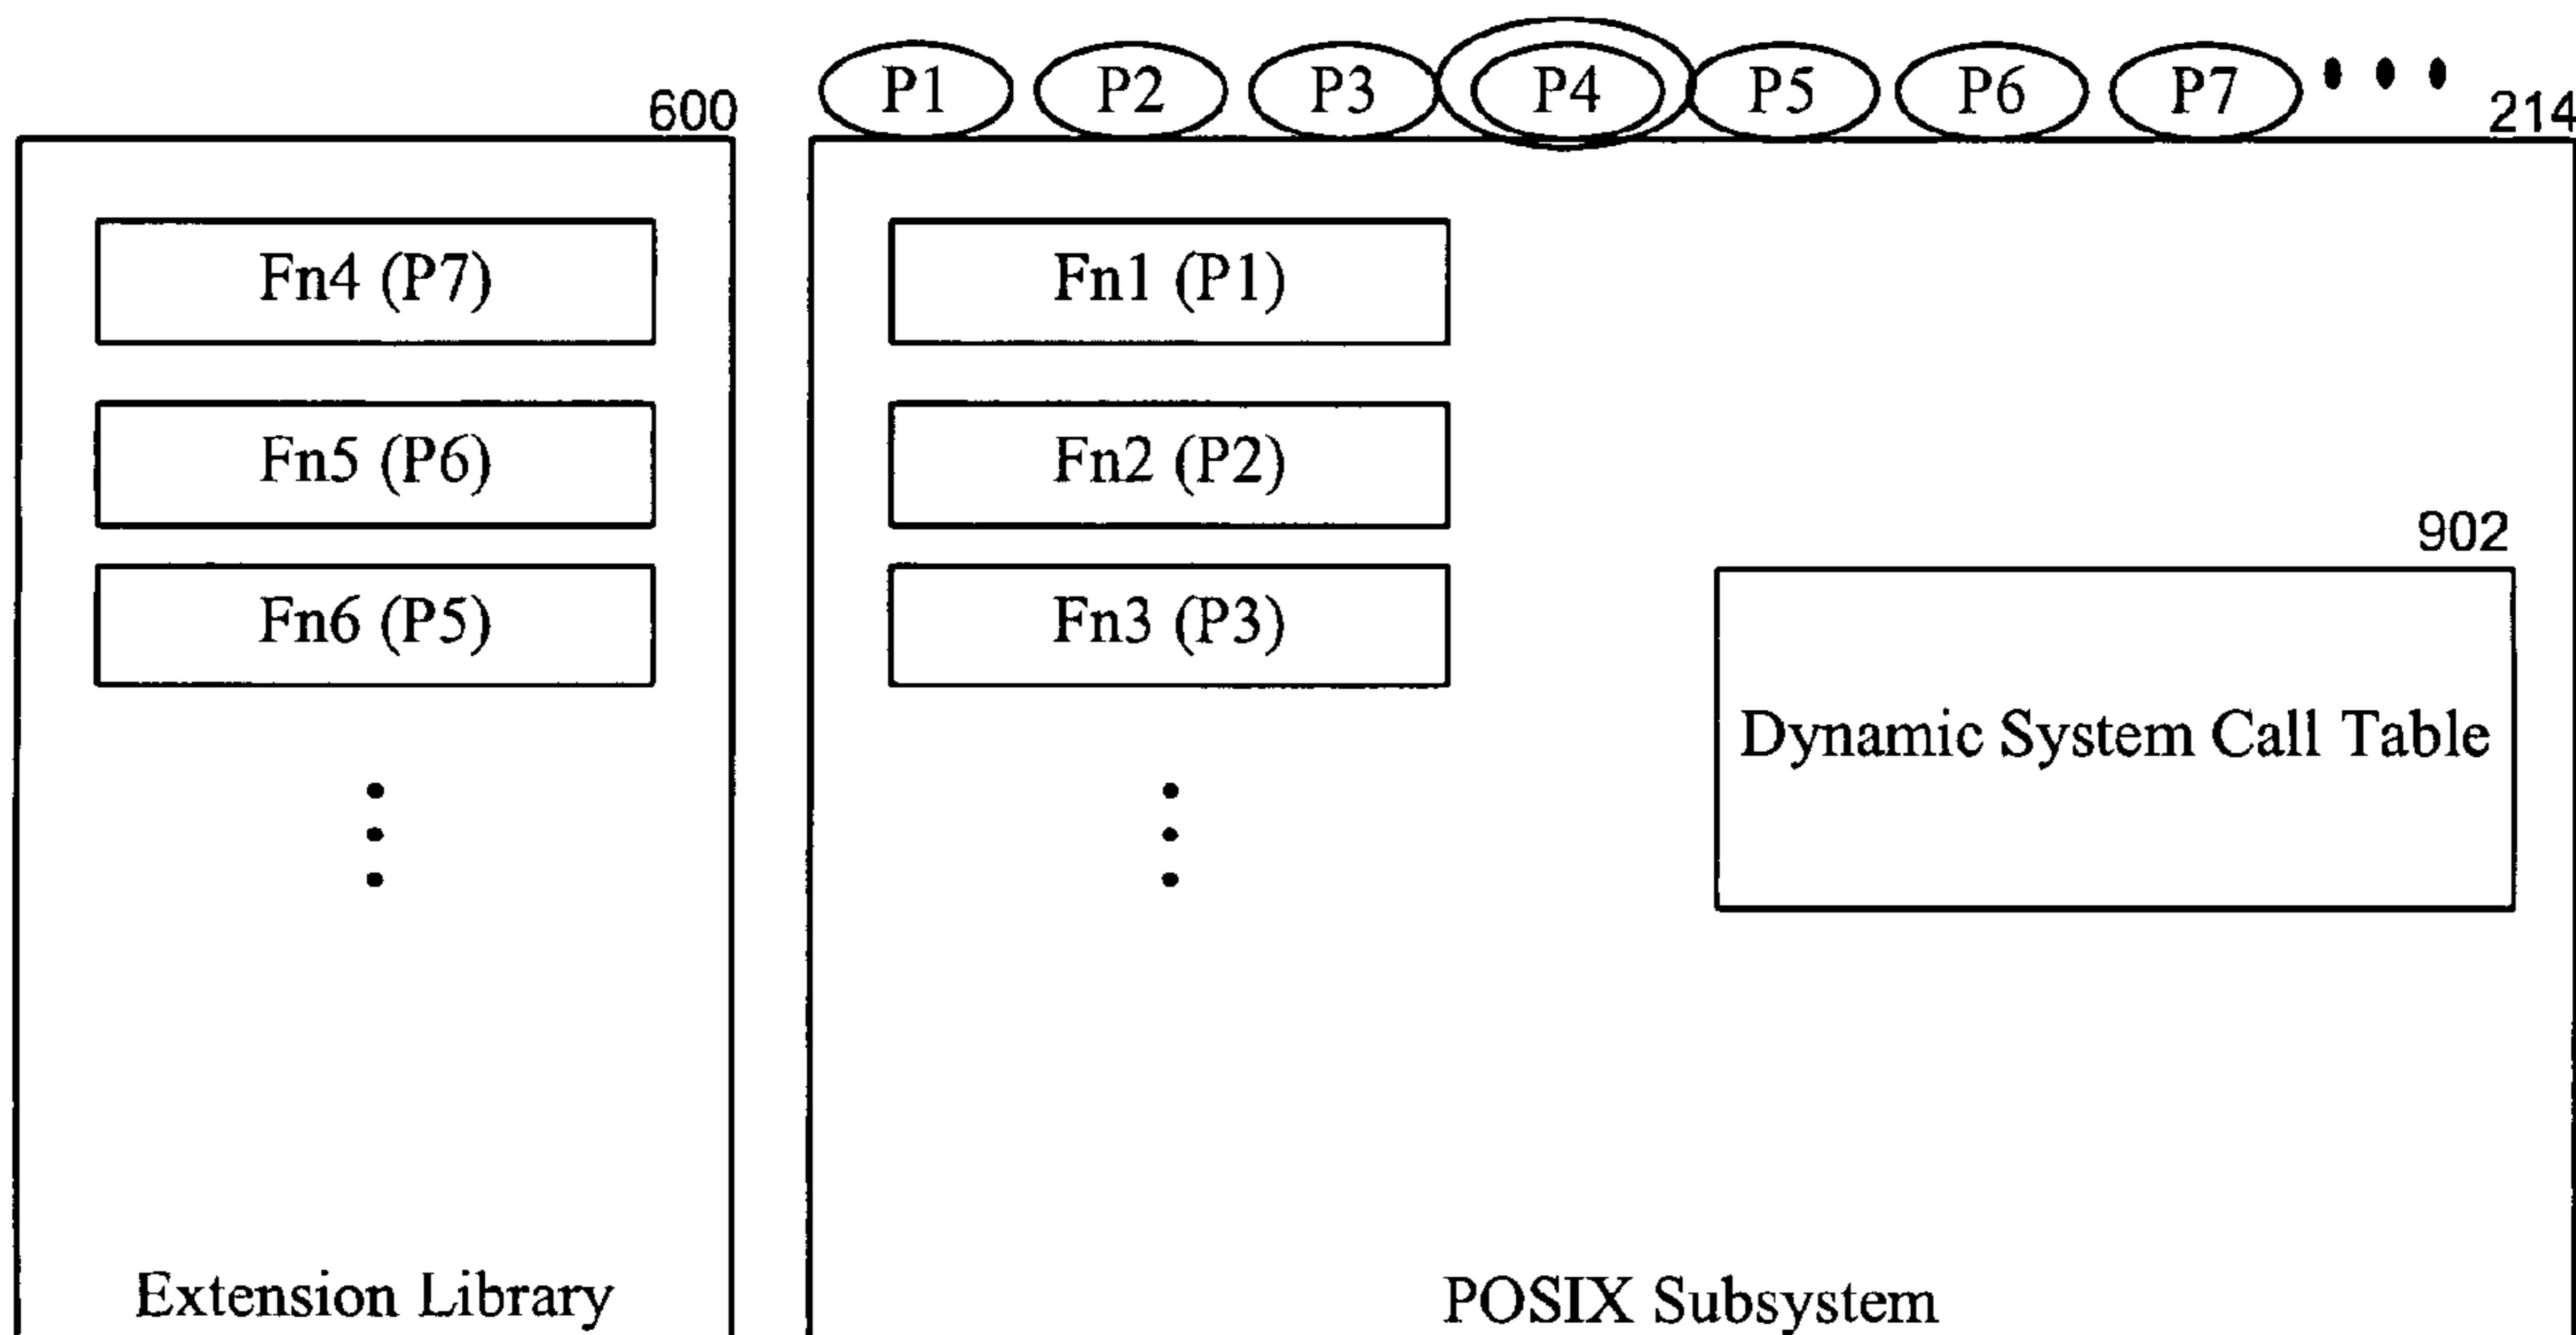 P1 P2 P3 P4 P5 P6 P7
600
214
Fn4 (P7)
Fn5 (P6)
Fn6 (P5)
Extension Library
Fn1 (P1)
Fn2 (P2)
Fn3 (P3)
902
Dynamic System Call Table
POSIX Subsystem